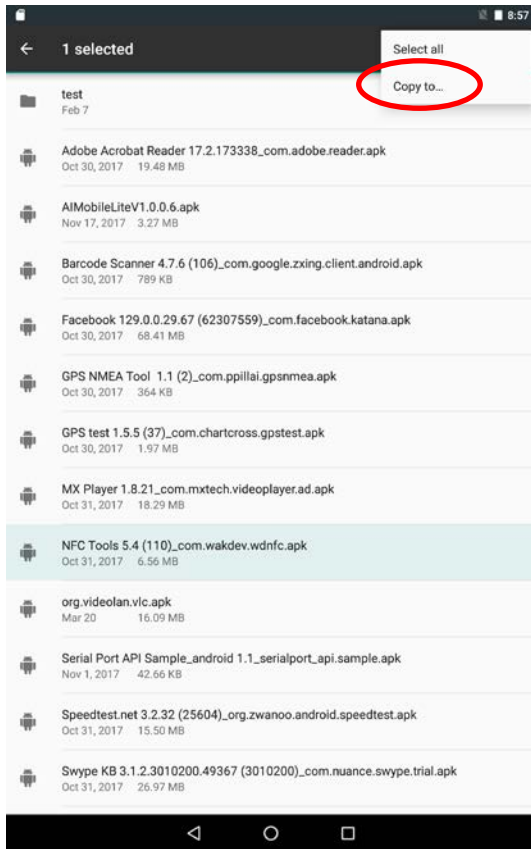 8:57
1 selected
Select all
Copy to...
test
Feb 7
Adobe Acrobat Reader 17.2.173338_com.adobe.reader.apk
Oct 30, 2017 19.48 MB
AIMobileLiteV1.0.0.6.apk
Nov 17, 2017 3.27 MB
Barcode Scanner 4.7.6 (106)_com.google.zxing.client.android.apk
Oct 30, 2017 789 KB
Facebook 129.0.0.29.67 (62307559)_com.facebook.katana.apk
Oct 30, 2017 68.41 MB
GPS NMEA Tool 1.1 (2)_com.ppillai.gpsnmea.apk
Oct 30, 2017 364 KB
GPS test 1.5.5 (37)_com.chartcross.gpstest.apk
Oct 30, 2017 1.97 MB
MX Player 1.8.21_com.mxtech.videoplayer.ad.apk
Oct 31, 2017 18.29 MB
NFC Tools 5.4 (110)_com.wakdev.wdnfc.apk
Oct 31, 2017 6.56 MB
org.videolan.vlc.apk
Mar 20 16.09 MB
Serial Port API Sample_android 1.1_serialport_api.sample.apk
Nov 1, 2017 42.66 KB
Speedtest.net 3.2.32 (25604)_org.zwanoo.android.speedtest.apk
Oct 31, 2017 15.50 MB
Swype KB 3.1.2.3010200.49367 (3010200)_com.nuance.swype.trial.apk
Oct 31, 2017 26.97 MB